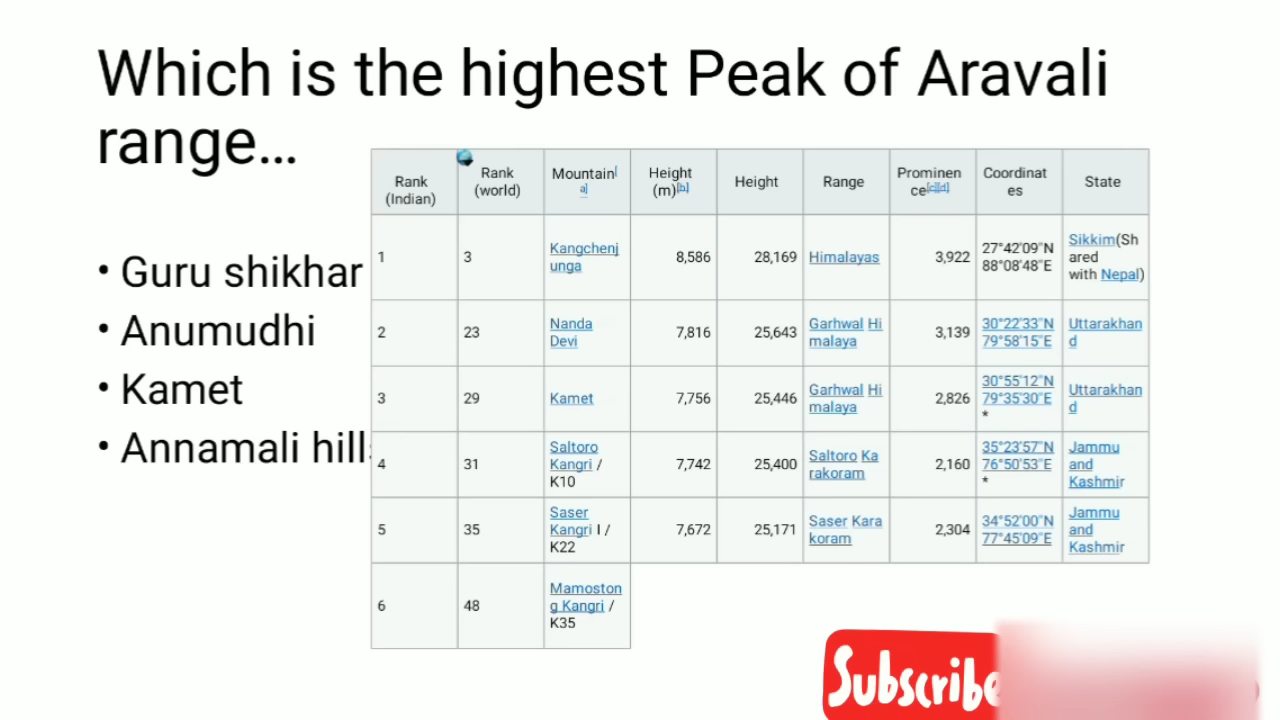 Which is the highest Peak of Aravali
range...
• Guru shikhar
• Anumudhi
• Kamet
• Annamali hill
Rank (Indian) Rank (world) Mountain[a] Height (m)[b] Height Range Prominence[c][d] Coordinates State
1 3 Kangchenjunga 8,586 28,169 Himalayas 3,922 27°42'09"N 88°08'48"E Sikkim(Shared with Nepal)
2 23 Nanda Devi 7,816 25,643 Garhwal Himalaya 3,139 30°22'33"N 79°58'15"E Uttarakhand
3 29 Kamet 7,756 25,446 Garhwal Himalaya 2,826 30°55'12"N 79°35'30"E * Uttarakhand
4 31 Saltoro Kangri / K10 7,742 25,400 Saltoro Karakoram 2,160 35°23'57"N 76°50'53"E * Jammu and Kashmir
5 35 Saser Kangri I / K22 7,672 25,171 Saser Karakoram 2,304 34°52'00"N 77°45'09"E Jammu and Kashmir
6 48 Mamostong Kangri / K35
Subscribe